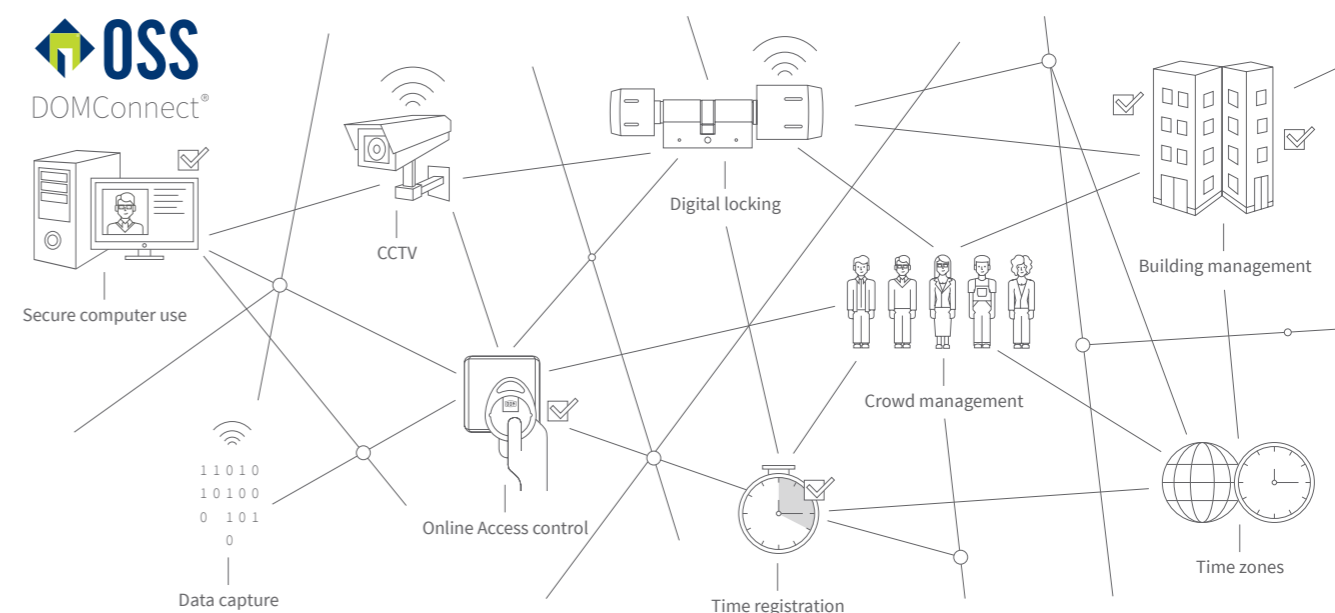 OSS
DOMConnect®
Digital locking
CCTV
Building management
Secure computer use
Crowd management
11010
10100
0 101
0
Online Access control
Time zones
Data capture
Time registration